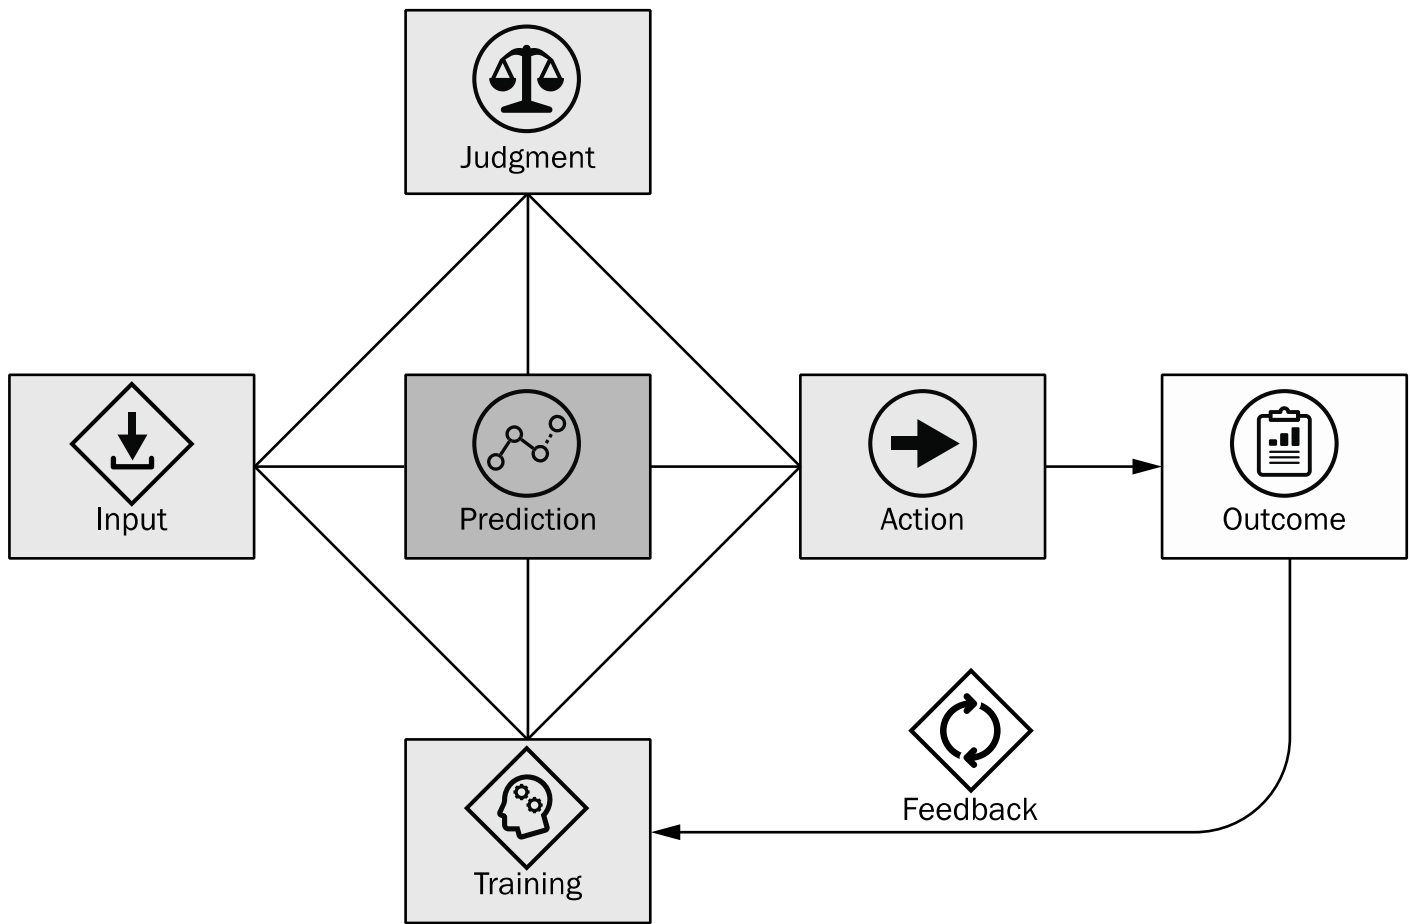 Judgment
Input
Prediction
Action
Outcome
Feedback
Training